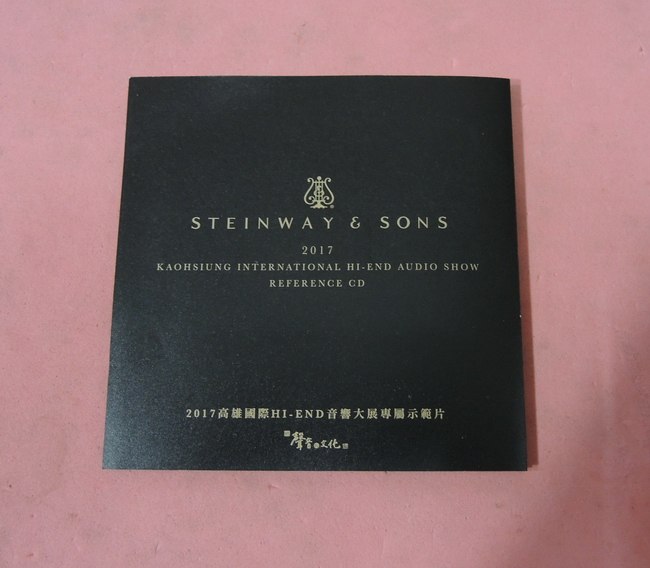 STEINWAY & SONS
2017
KAOHSIUNG INTERNATIONAL HI-END AUDIO SHOW
REFERENCE CD
2017高雄國際HI-END音響大展專屬示範片
聲音文化